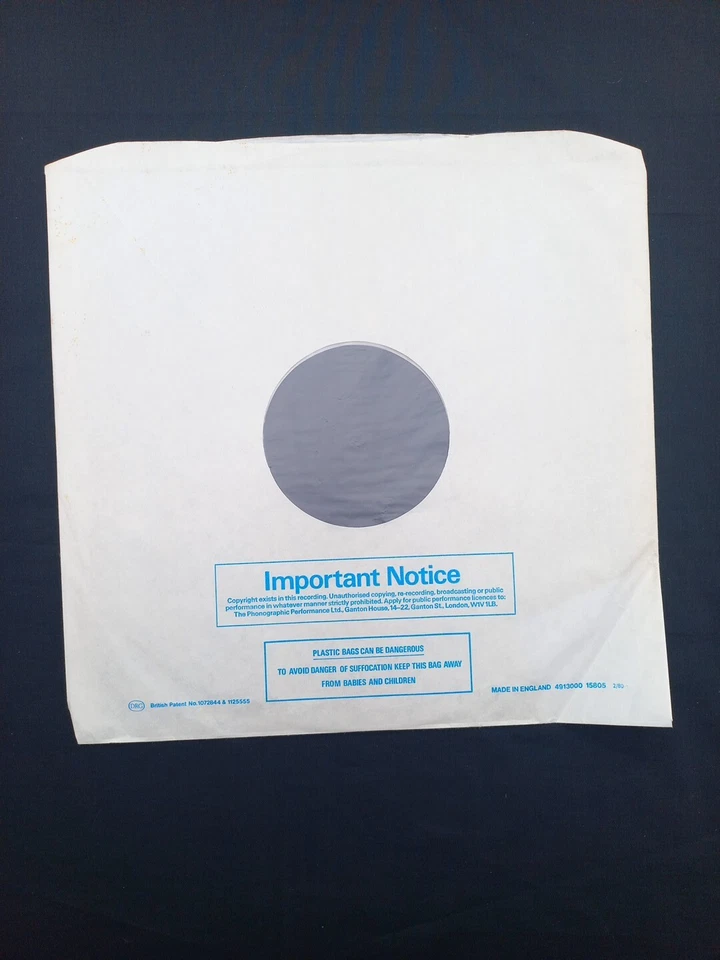 Important Notice
Copyright exists in this recording. Unauthorised copying, re-recording, broadcasting or public
performance in whatever manner strictly prohibited. Apply for public performance licences to;
The Phonographic Performance Ltd., Ganton House, 14–22, Ganton St., London, W1V 1LB.
PLASTIC BAGS CAN BE DANGEROUS
TO AVOID DANGER OF SUFFOCATION KEEP THIS BAG AWAY
FROM BABIES AND CHILDREN
DRG British Patent No. 1072844 & 1125555
MADE IN ENGLAND 4913000 15805 2/80